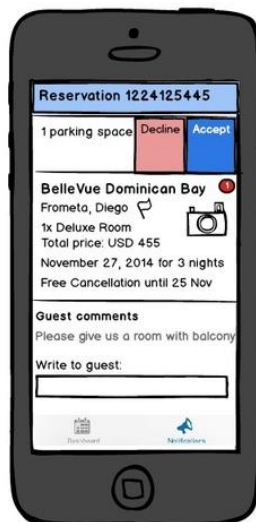 Reservation 1224125445
1 parking space
Decline
Accept
BelleVue Dominican Bay
1
Frometa, Diego
1x Deluxe Room
Total price: USD 455
November 27, 2014 for 3 nights
Free Cancellation until 25 Nov
Guest comments
Please give us a room with balcony
Write to guest:
Dashboard
Notifications